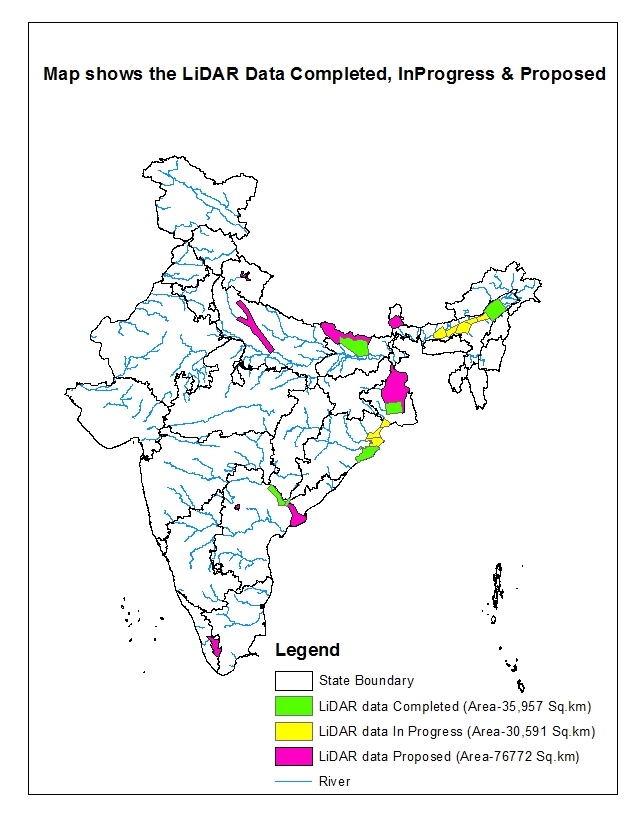 Map shows the LiDAR Data Completed, InProgress & Proposed
Legend
State Boundary
LiDAR data Completed (Area-35,957 Sq.km)
LiDAR data In Progress (Area-30,591 Sq.km)
LiDAR data Proposed (Area-76772 Sq.km)
River